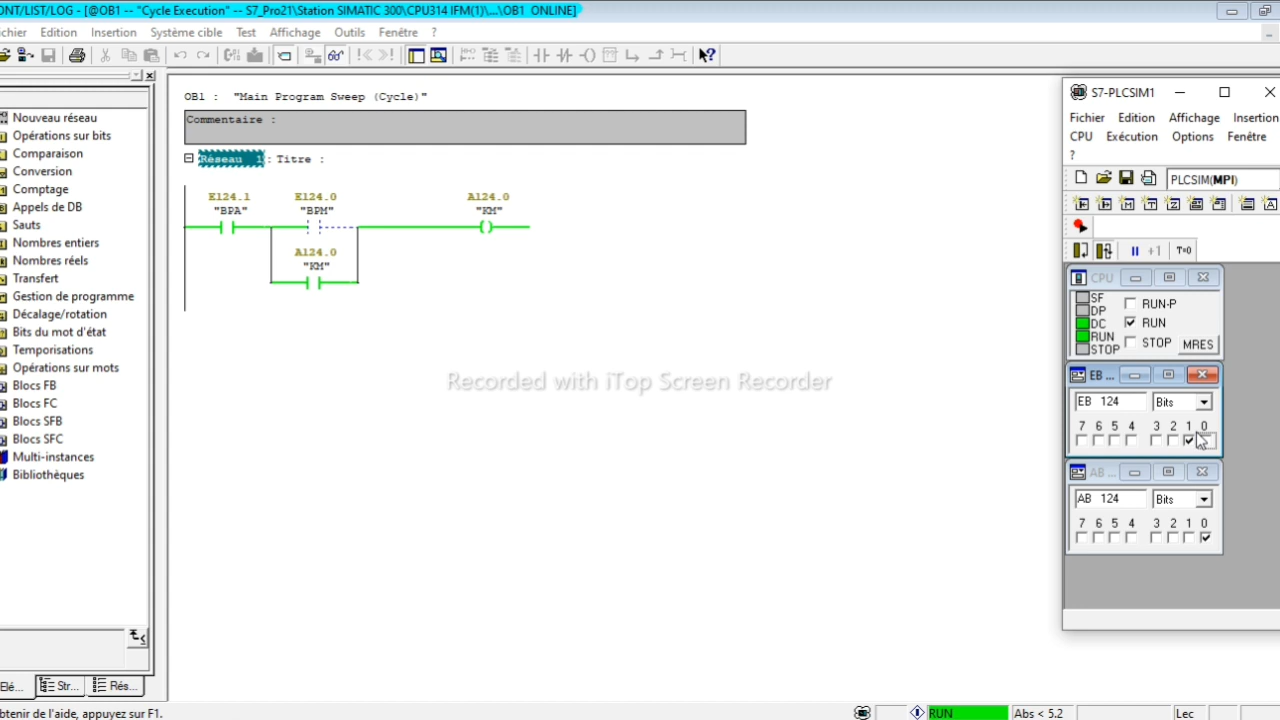 ONT/LIST/LOG - [@OB1 -- "Cycle Execution" -- S7_Pro21\Station SIMATIC 300\CPU314 IFM(1)\...\OB1 ONLINE]
ichier Edition Insertion Système cible Test Affichage Outils Fenêtre ?
Nouveau réseau
Opérations sur bits
Comparaison
Conversion
Comptage
Appels de DB
Sauts
Nombres entiers
Nombres réels
Transfert
Gestion de programme
Décalage/rotation
Bits du mot d'état
Temporisations
Opérations sur mots
Blocs FB
Blocs FC
Blocs SFB
Blocs SFC
Multi-instances
Bibliothèques
Elé... Str... Rés...
OB1 : "Main Program Sweep (Cycle)"
Commentaire :
Réseau 1: Titre :
E124.1 E124.0 A124.0
"BPA" "BPM" "KM"
A124.0
"KM"
Recorded with iTop Screen Recorder
S7-PLCSIM1
Fichier Edition Affichage Insertion
CPU Exécution Options Fenêtre
?
PLCSIM(MPI)
+1 T=0
CPU
SF
DP
DC
RUN
STOP
RUN-P
RUN
STOP MRES
EB ...
EB 124 Bits
7 6 5 4 3 2 1 0
AB ...
AB 124 Bits
7 6 5 4 3 2 1 0
btenir de l'aide, appuyez sur F1. RUN Abs < 5.2 Lec